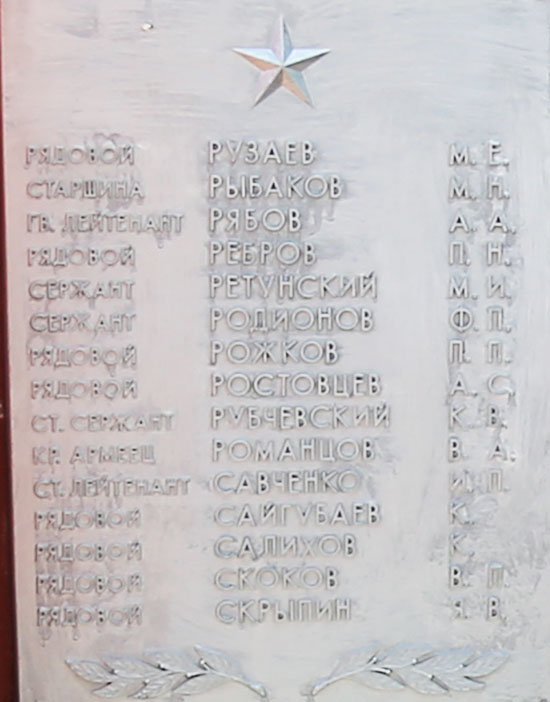 РЯДОВОЙ РУЗАЕВ М. Е.
СТАРШИНА РЫБАКОВ М. Н.
ГВ. ЛЕЙТЕНАНТ РЯБОВ А. А.
РЯДОВОЙ РЕБРОВ П. Н.
СЕРЖАНТ РЕТУНСКИЙ М. И.
СЕРЖАНТ РОДИОНОВ Ф. П.
РЯДОВОЙ РОЖКОВ П. П.
РЯДОВОЙ РОСТОВЦЕВ А. С
СТ. СЕРЖАНТ РУБЧЕВСКИЙ К. В.
КР. АРМЕЕЦ РОМАНЦОВ В. А.
СТ. ЛЕЙТЕНАНТ САВЧЕНКО И. П.
РЯДОВОЙ САЙГУБАЕВ К.
РЯДОВОЙ САЛИХОВ К.
РЯДОВОЙ СКОКОВ В. П.
РЯДОВОЙ СКРЫПИН Я. В.